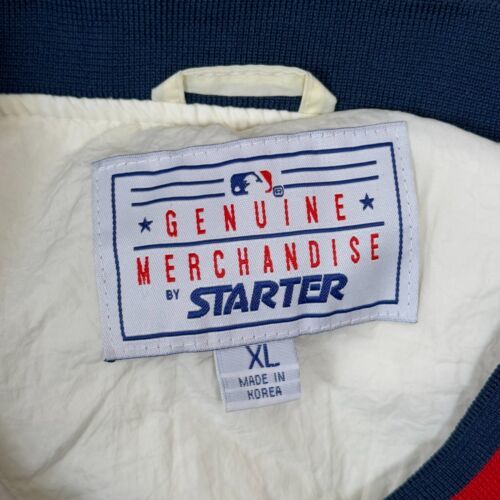 GENUINE
MERCHANDISE
BY STARTER
XL
MADE IN
KOREA